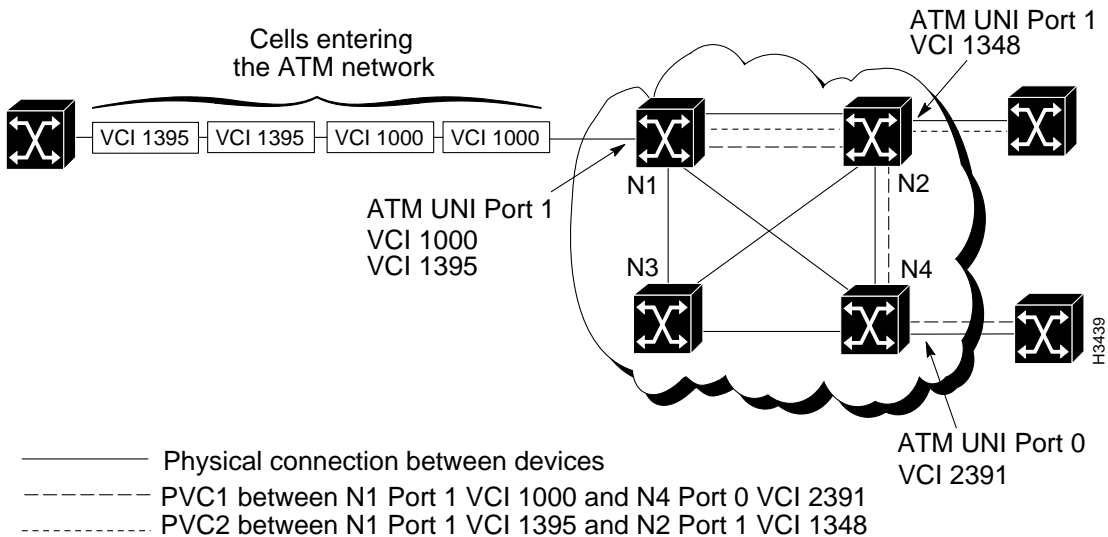 Cells entering
the ATM network
ATM UNI Port 1
VCI 1348
VCI 1395
VCI 1395
VCI 1000
VCI 1000
N1
N2
ATM UNI Port 1
VCI 1000
VCI 1395
N3
N4
H3439
ATM UNI Port 0
VCI 2391
Physical connection between devices
PVC1 between N1 Port 1 VCI 1000 and N4 Port 0 VCI 2391
PVC2 between N1 Port 1 VCI 1395 and N2 Port 1 VCI 1348